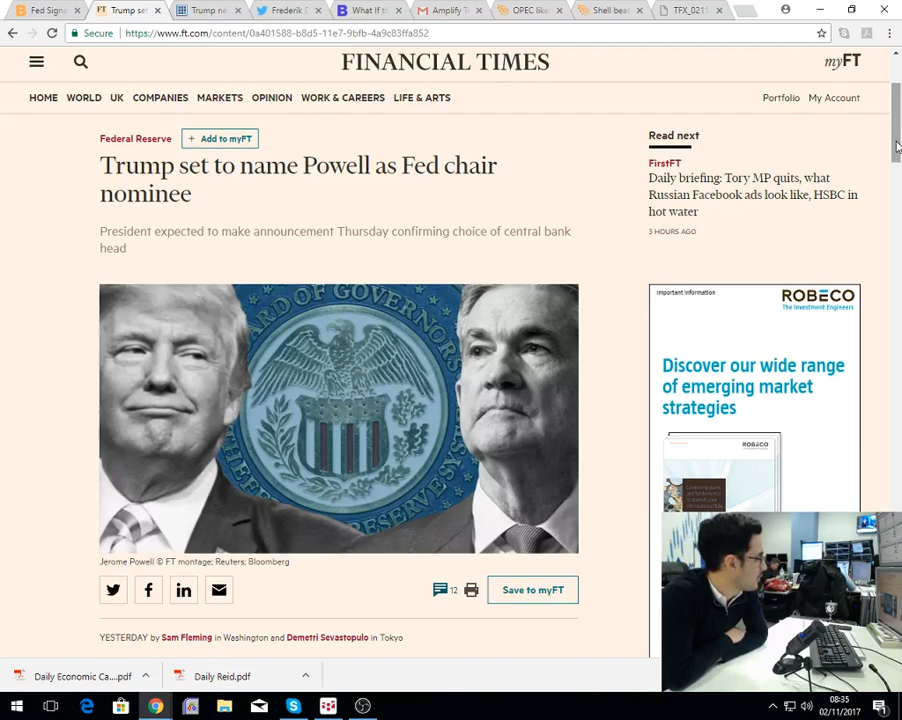 Fed Signa
Trump set
Trump ne
Frederik D
What If th
Amplify T
OPEC like
Shell bea
TFX_0211
Secure
https://www.ft.com/content/0a401588-b8d5-11e7-9bfb-4a9c83ffa852
FINANCIAL TIMES
myFT
HOME WORLD UK COMPANIES MARKETS OPINION WORK & CAREERS LIFE & ARTS
Portfolio My Account
Federal Reserve
+ Add to myFT
Trump set to name Powell as Fed chair
nominee
President expected to make announcement Thursday confirming choice of central bank
head
BOARD OF GOVERNORS
RESERVE SYS
Jerome Powell © FT montage; Reuters; Bloomberg
12
Save to myFT
YESTERDAY by Sam Fleming in Washington and Demetri Sevastopulo in Tokyo
Read next
FirstFT
Daily briefing: Tory MP quits, what
Russian Facebook ads look like, HSBC in
hot water
3 HOURS AGO
Important information
ROBECO
The Investment Engineers
Discover our wide range
of emerging market
strategies
ROBECO
Daily Economic Ca....pdf
Daily Reid.pdf
08:35
02/11/2017